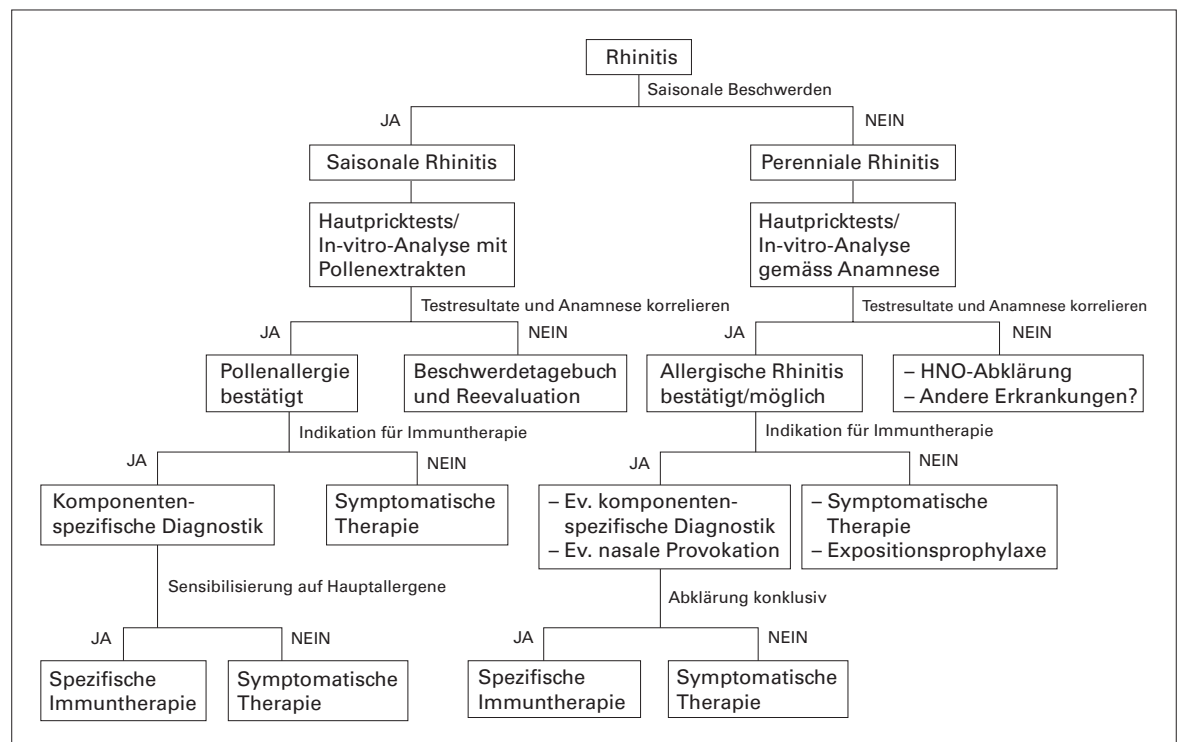 Rhinitis
Saisonale Beschwerden
JA
NEIN
Saisonale Rhinitis
Perenniale Rhinitis
Hautpricktests/
In-vitro-Analyse mit
Pollenextrakten
Hautpricktests/
In-vitro-Analyse
gemäss Anamnese
Testresultate und Anamnese korrelieren
Testresultate und Anamnese korrelieren
JA
NEIN
JA
NEIN
Pollenallergie
bestätigt
Beschwerdetagebuch
und Reevaluation
Allergische Rhinitis
bestätigt/möglich
– HNO-Abklärung
– Andere Erkrankungen?
Indikation für Immuntherapie
Indikation für Immuntherapie
JA
NEIN
JA
NEIN
Komponenten-
spezifische Diagnostik
Symptomatische
Therapie
– Ev. komponenten-
spezifische Diagnostik
– Ev. nasale Provokation
– Symptomatische
Therapie
– Expositionsprophylaxe
Sensibilisierung auf Hauptallergene
Abklärung konklusiv
JA
NEIN
JA
NEIN
Spezifische
Immuntherapie
Symptomatische
Therapie
Spezifische
Immuntherapie
Symptomatische
Therapie